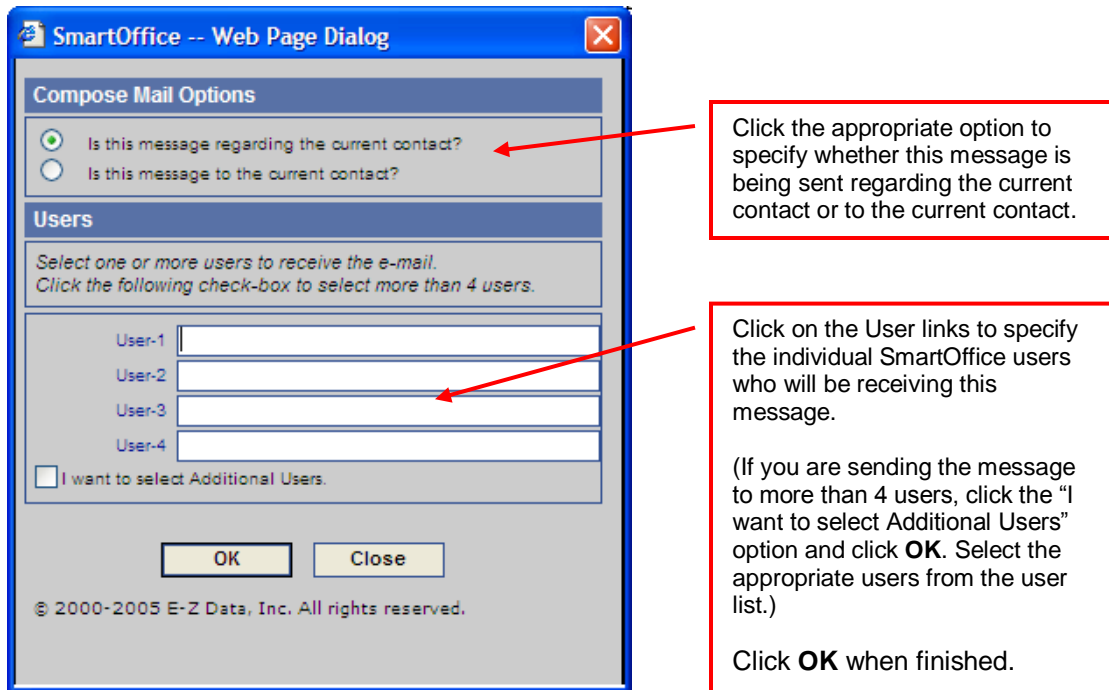 SmartOffice -- Web Page Dialog
Compose Mail Options
Is this message regarding the current contact?
Is this message to the current contact?
Users
Select one or more users to receive the e-mail.
Click the following check-box to select more than 4 users.
User-1
User-2
User-3
User-4
I want to select Additional Users.
OK Close
© 2000-2005 E-Z Data, Inc. All rights reserved.
Click the appropriate option to
specify whether this message is
being sent regarding the current
contact or to the current contact.
Click on the User links to specify
the individual SmartOffice users
who will be receiving this
message.
(If you are sending the message
to more than 4 users, click the “I
want to select Additional Users”
option and click OK. Select the
appropriate users from the user
list.)
Click OK when finished.